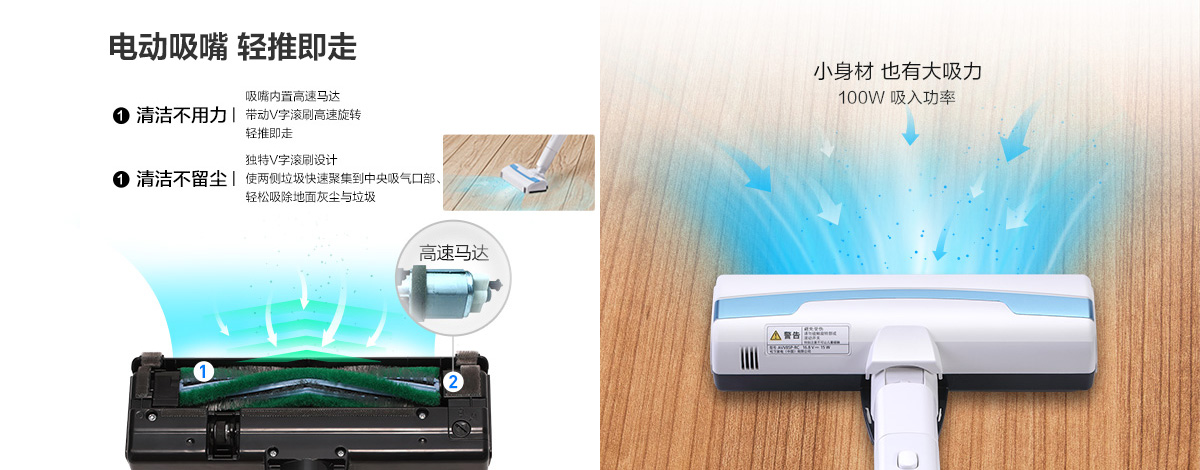 电动吸嘴 轻推即走
1 清洁不用力
吸嘴内置高速马达
带动V字滚刷高速旋转
轻推即走
1 清洁不留尘
独特V字滚刷设计
使两侧垃圾快速聚集到中央吸气口部、
轻松吸除地面灰尘与垃圾
高速马达
1
2
小身材 也有大吸力
100W 吸入功率
警告